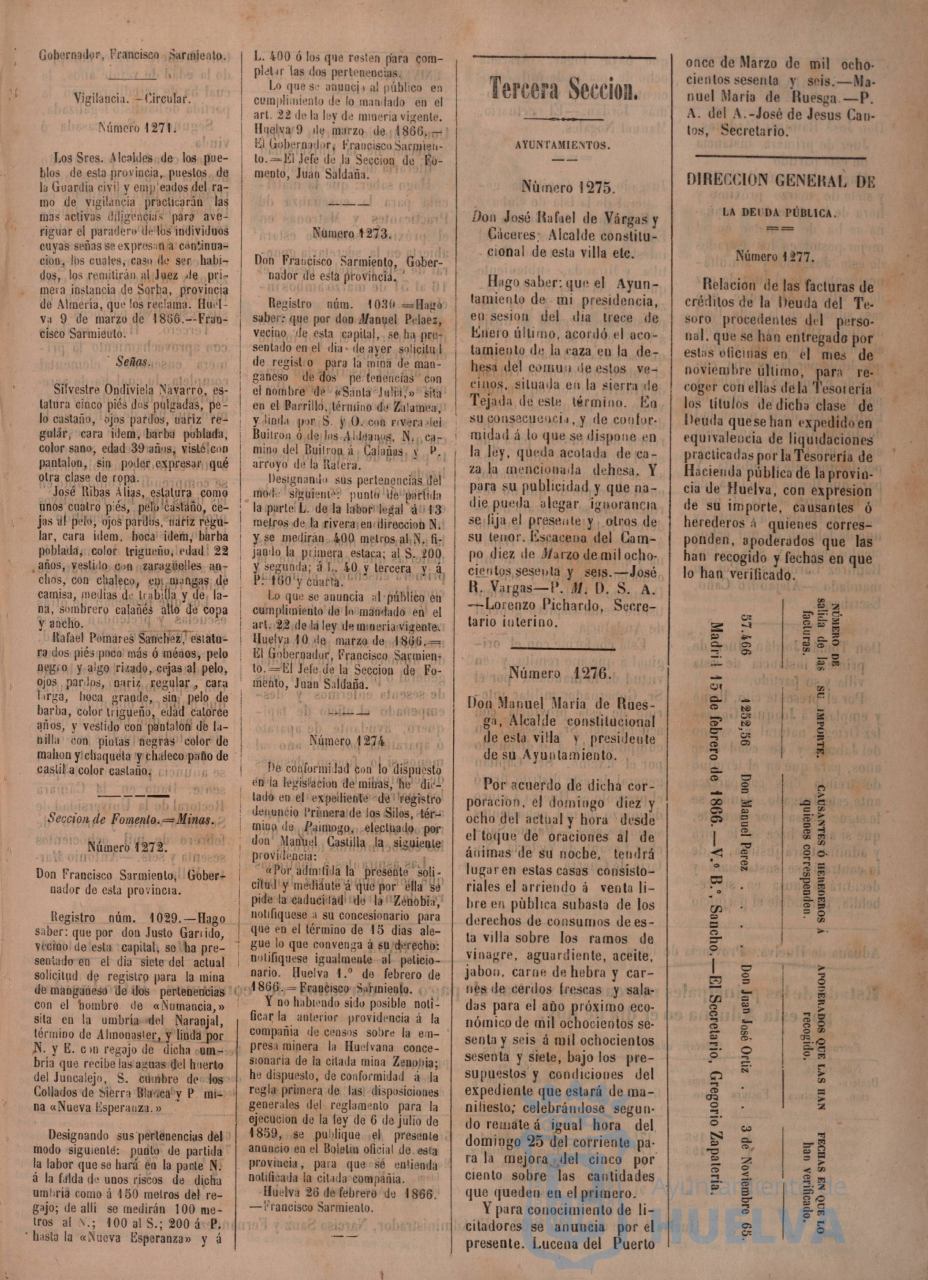 Gobernador, Francisco Sarmiento.
Vigilancia.—Circular.
Número 1271.
Los Sres. Alcaldes de los pue-
blos de esta provincia, puestos de
la Guardia civil y empleados del ra-
mo de vigilancia practicarán las
mas activas diligencias para ave-
riguar el paradero de los individuos
cuyas señas se expresan á continua-
cion, los cuales, caso de ser habi-
dos, los remitirán al Juez de pri-
mera instancia de Sorba, provincia
de Almería, que los reclama. Huel-
va 9 de marzo de 1866.--Fran-
cisco Sarmiento.
Señas.
Silvestre Ondiviela Navarro, es-
tatura cinco piés dos pulgadas, pe-
lo castaño, ojos pardos, nariz re-
gulár, cara idem, barba poblada,
color sano, edad 39 años, viste con
pantalon, sin poder expresar qué
otra clase de ropa.
José Ribas Alias, estatura como
unos cuatro piés, pelo castaño, ce-
jas al pelo, ojos pardos, nariz regu-
lar, cara idem, boca idem, barba
poblada, color trigueño, edad 22
años, vestido con zaragüelles an-
chos, con chaleco, en mangas de
camisa, medias de trabilla y de la-
na, sombrero calañés alto de copa
y ancho.
Rafael Pomares Sanchez, estatu-
ra dos piés poco más ó ménos, pelo
negro y algo rizado, cejas al pelo,
ojos pardos, nariz regular, cara
larga, boca grande, sin pelo de
barba, color trigueño, edad catorce
años, y vestido con pantalon de la-
nilla con pintas negras color de
mahon y chaqueta y chaleco paño de
castilla color castaño.
Seccion de Fomento.=Minas.
Número 1272.
Don Francisco Sarmiento, Gober-
nador de esta provincia.
Registro núm. 1029.—Hago
saber: que por don Justo Garrido,
vecino de esta capital, se ha pre-
sentado en el dia siete del actual
solicitud de registro para la mina
de manganeso de dos pertenencias
con el nombre de «Numancia,»
sita en la umbria del Naranjal,
término de Almonaster, y linda por
N. y E. con regajo de dicha um-
bria que recibe las aguas del huerto
del Juncalejo, S. cumbre de los
Collados de Sierra Blanca y P. mi-
na «Nueva Esperanza.»
Designando sus pertenencias del
modo siguiente: punto de partida
la labor que se hará en la parte N.
á la falda de unos riscos de dicha
umbria como á 150 metros del re-
gajo; de alli se medirán 100 me-
tros al N.; 100 al S.; 200 á P.
hasta la «Nueva Esperanza» y á
L. 400 ó los que resten para com-
pletar las dos pertenencias.
Lo que se anuncia al público en
cumplimiento de lo mandado en el
art. 22 de la ley de mineria vigente.
Huelva 9 de marzo de 1866.—
El Gobernador, Francisco Sarmien-
to.=El Jefe de la Seccion de Fo-
mento, Juan Saldaña.
Número 1273.
Don Francisco Sarmiento, Gober-
nador de esta provincia.
Registro núm. 1030=Hago
saber: que por don Manuel Pelaez,
vecino de esta capital, se ha pre-
sentado en el dia de ayer solicitud
de registro para la mina de man-
ganeso de dos pertenencias con
el nombre de «Santa Julia,» sita
en el Barrillo, término de Zalamea,
y linda por S. y O. con rivera del
Buitron ó de los Aldeanos, N. ca-
mino del Buitron á Calañas y P.
arroyo de la Ratera.
Designando sus pertenencias del
modo siguiente: punto de partida
la parte L. de la labor legal á 13
metros de la rivera en direccion N.
y se medirán 400 metros al N. fi-
jando la primera estaca; al S. 200
y segunda; á L. 40 y tercera y á
P. 160 y cuarta.
Lo que se anuncia al público en
cumplimiento de lo mandado en el
art. 22 de la ley de mineria vigente.
Huelva 10 de marzo de 1866.=
El Gobernador, Francisco Sarmien-
to.=El Jefe de la Seccion de Fo-
mento, Juan Saldaña.
Número 1274
De conformidad con lo dispuesto
en la legislacion de minas, he dic-
tado en el expediente de registro
denuncio Primera de los Silos, tér-
mino de Paimogo, efectuado por
don Manuel Castilla la siguiente
providencia:
«Por admitida la presente soli-
citud y mediante á que por ella se
pide la caducidad de la Zenobia,
notifiquese a su concesionario para
que en el término de 15 dias ale-
gue lo que convenga á su derecho:
notifiquese igualmente al peticio-
nario. Huelva 1.º de febrero de
1866.=Francisco Sarmiento.
Y no habiendo sido posible noti-
ficar la anterior providencia á la
compañia de censos sobre la em-
presa minera la Huelvana conce-
sionaria de la citada mina Zenobia;
he dispuesto, de conformidad á la
regla primera de las disposiciones
generales del reglamento para la
ejecucion de la ley de 6 de julio de
1859, se publique el presente
anuncio en el Boletin oficial de esta
provincia, para que sé entienda
notificada la citada compañia.
Huelva 26 de febrero de 1866.
—Francisco Sarmiento.
Tercera Seccion.
AYUNTAMIENTOS.
Número 1275.
Don José Rafael de Várgas y
Cáceres; Alcalde constitu-
cional de esta villa etc.
Hago saber: que el Ayun-
tamiento de mi presidencia,
en sesion del dia trece de
Enero último, acordó el aco-
tamiento de la caza en la de-
hesa del comun de estos ve-
cinos, situada en la sierra de
Tejada de este término. En
su consecuencia, y de confor-
midad á lo que se dispone en
la ley, queda acotada de ca-
za la mencionada dehesa. Y
para su publicidad y que na-
die pueda alegar ignorancia
se fija el presente y otros de
su tenor. Escacena del Cam-
po diez de Marzo de mil ocho-
cientos sesenta y seis.—José
R. Vargas—P. M. D. S. A.
—Lorenzo Pichardo, Secre-
tario interino.
Número 1276.
Don Manuel Maria de Rues-
ga, Alcalde constitucional
de esta villa y presidente
de su Ayuntamiento.
Por acuerdo de dicha cor-
poracion, el domingo diez y
ocho del actual y hora desde
el toque de oraciones al de
ánimas de su noche, tendrá
lugar en estas casas consisto-
riales el arriendo á venta li-
bre en pública subasta de los
derechos de consumos de es-
ta villa sobre los ramos de
vinagre, aguardiente, aceite,
jabon, carne de hebra y car-
nes de cerdos frescas y sala-
das para el año próximo eco-
nómico de mil ochocientos se-
senta y seis á mil ochocientos
sesenta y siete, bajo los pre-
supuestos y condiciones del
expediente que estará de ma-
nifiesto; celebrándose segun-
do remate á igual hora del
domingo 25 del corriente pa-
ra la mejora del cinco por
ciento sobre las cantidades
que queden en el primero.
Y para conocimiento de li-
citadores se anuncia por el
presente. Lucena del Puerto
once de Marzo de mil ocho-
cientos sesenta y seis.—Ma-
nuel Maria de Ruesga.—P.
A. del A.-José de Jesus Can-
tos, Secretario.
DIRECCION GENERAL DE
LA DEUDA PÚBLICA.
Número 1277.
Relacion de las facturas de
créditos de la Deuda del Te-
soro procedentes del perso-
nal, que se han entregado por
estas oficinas en el mes de
noviembre último, para re-
coger con ellas de la Tesorería
los titulos de dicha clase de
Deuda que se han expedido en
equivalencia de liquidaciones
practicadas por la Tesorería de
Hacienda pública de la provin-
cia de Huelva, con expresion
de su importe, causantes ó
herederos á quienes corres-
ponden, apoderados que las
han recogido y fechas en que
lo han verificado.
NÚMERO DE
salida de las
facturas.
SU IMPORTE.
CAUSANTES Ó HEREDEROS Á
quienes corresponden.
APODERADOS QUE LAS HAN
recogido.
FECHAS EN QUE LO
han verificado.
57.466 1252,56 Don Manuel Perez . . . Don Juan José Ortiz . . 3 de Noviembre 65.
Madrid 15 de febrero de 1866.—V.º B.º, Sancho.—El Secretario, Gregorio Zapateria.
Ayuntamiento de
HUELVA